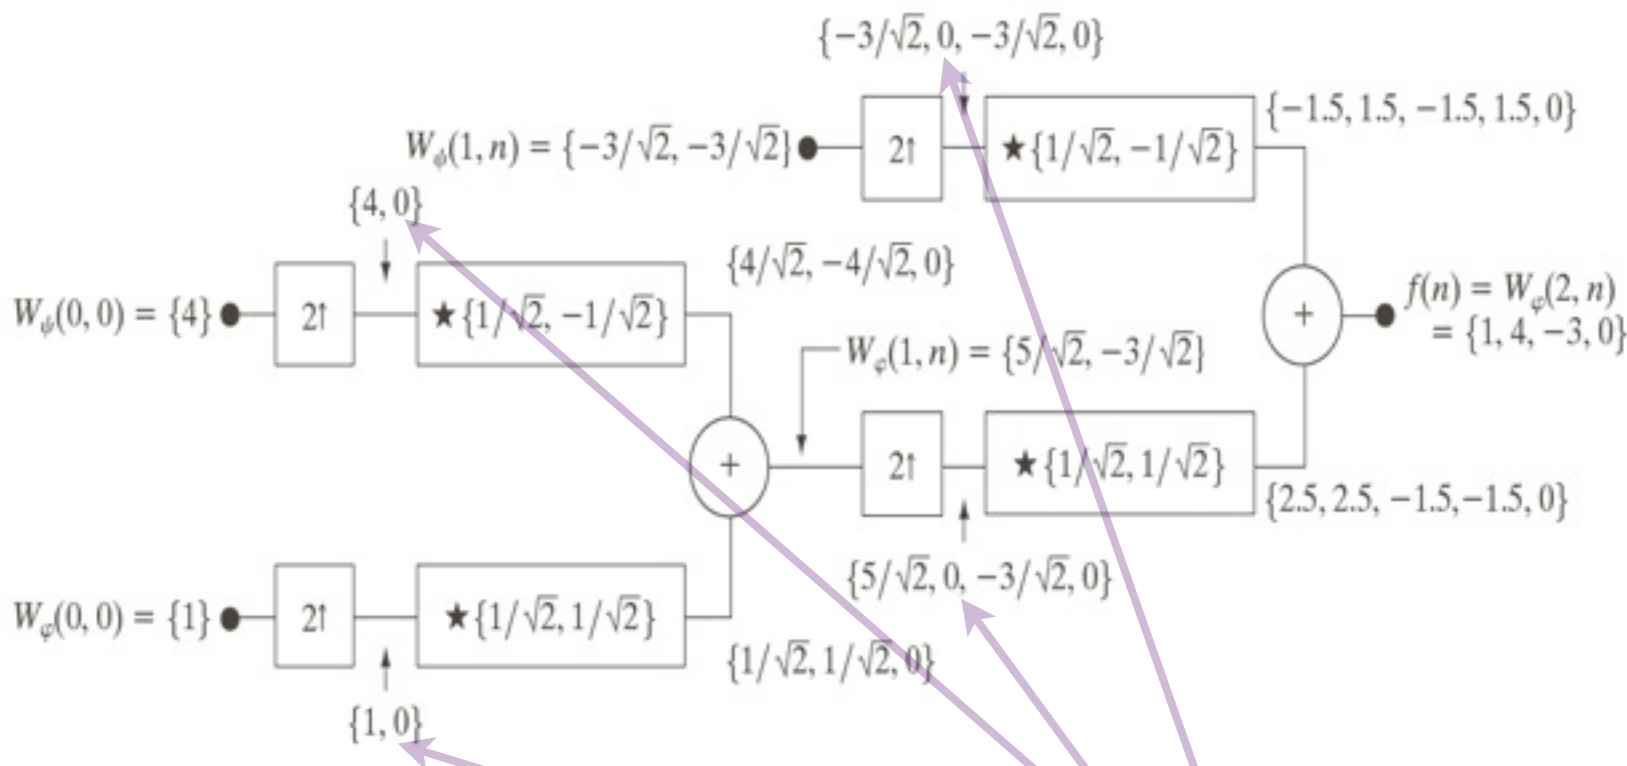 {−3/√2, 0, −3/√2, 0}
{−1.5, 1.5, −1.5, 1.5, 0}
W_ψ(1, n) = {−3/√2, −3/√2}
2↑
★{1/√2, −1/√2}
{4, 0}
{4/√2, −4/√2, 0}
W_ψ(0, 0) = {4}
2↑
★{1/√2, −1/√2}
+
f(n) = W_φ(2, n)
= {1, 4, −3, 0}
W_φ(1, n) = {5/√2, −3/√2}
+
2↑
★{1/√2, 1/√2}
{2.5, 2.5, −1.5, −1.5, 0}
{5/√2, 0, −3/√2, 0}
W_φ(0, 0) = {1}
2↑
★{1/√2, 1/√2}
{1/√2, 1/√2, 0}
{1, 0}